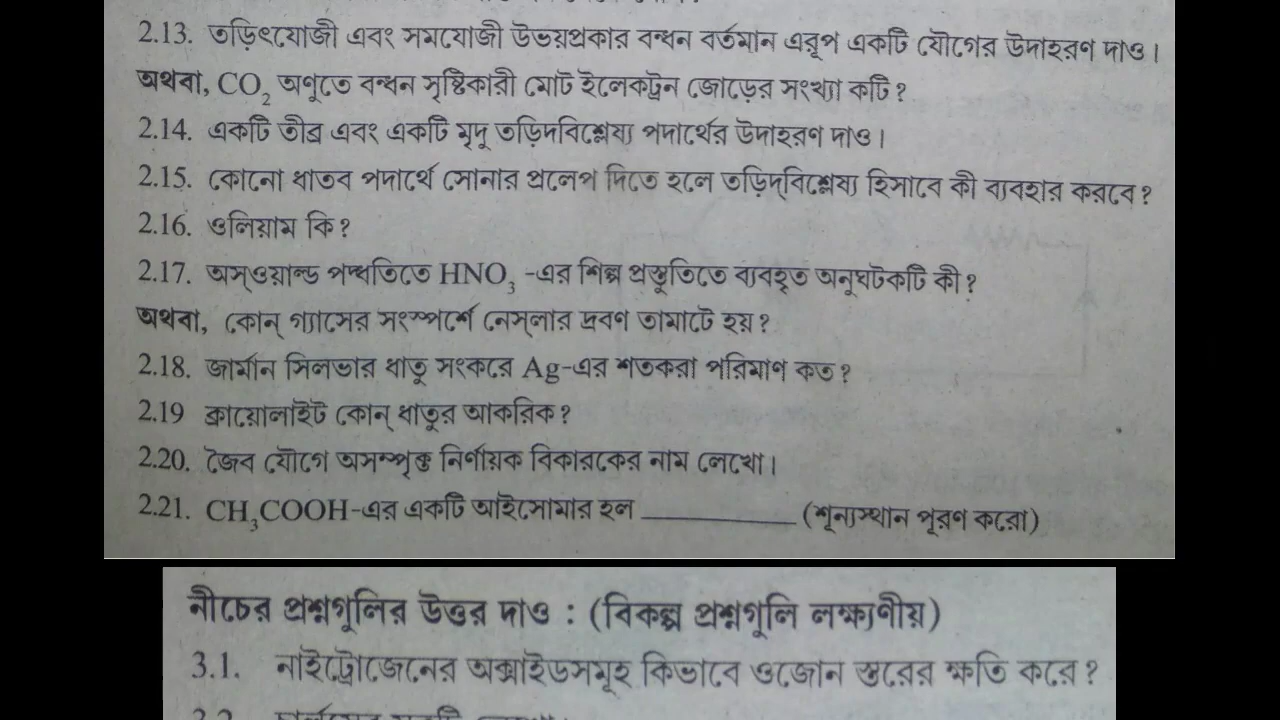 2.13. তড়িৎযোজী এবং সমযোজী উভয়প্রকার বন্ধন বর্তমান এরূপ একটি যৌগের উদাহরণ দাও।
অথবা, CO₂ অণুতে বন্ধন সৃষ্টিকারী মোট ইলেকট্রন জোড়ের সংখ্যা কটি?
2.14. একটি তীব্র এবং একটি মৃদু তড়িদবিশ্লেষ্য পদার্থের উদাহরণ দাও।
2.15. কোনো ধাতব পদার্থে সোনার প্রলেপ দিতে হলে তড়িদ্‌বিশ্লেষ্য হিসাবে কী ব্যবহার করবে?
2.16. ওলিয়াম কি?
2.17. অস্ওয়াল্ড পদ্ধতিতে HNO₃ -এর শিল্প প্রস্তুতিতে ব্যবহৃত অনুঘটকটি কী?
অথবা, কোন্ গ্যাসের সংস্পর্শে নেস্‌লার দ্রবণ তামাটে হয়?
2.18. জার্মান সিলভার ধাতু সংকরে Ag-এর শতকরা পরিমাণ কত?
2.19 ক্রায়োলাইট কোন্ ধাতুর আকরিক?
2.20. জৈব যৌগে অসম্পৃক্ত নির্ণায়ক বিকারকের নাম লেখো।
2.21. CH₃COOH-এর একটি আইসোমার হল ___________ (শূন্যস্থান পূরণ করো)
নীচের প্রশ্নগুলির উত্তর দাও : (বিকল্প প্রশ্নগুলি লক্ষ্যণীয়)
3.1. নাইট্রোজেনের অক্সাইডসমূহ কিভাবে ওজোন স্তরের ক্ষতি করে?